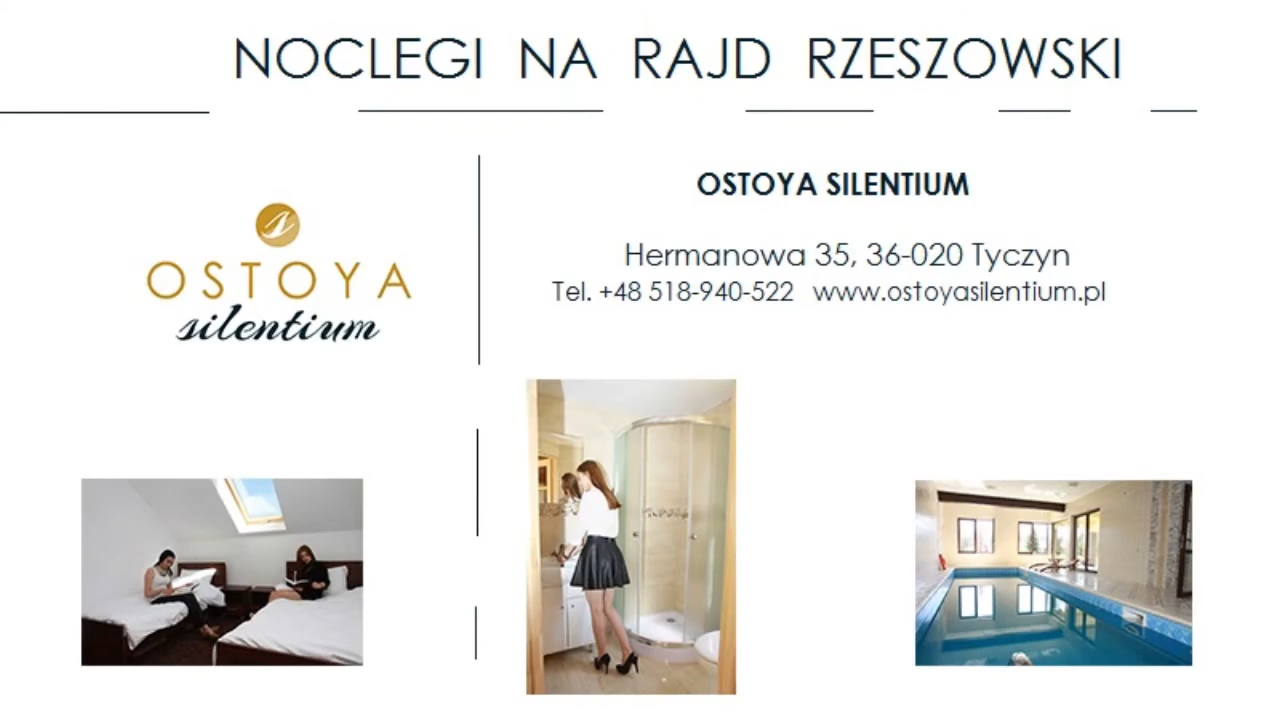 NOCLEGI NA RAJD RZESZOWSKI
OSTOYA
silentium
OSTOYA SILENTIUM
Hermanowa 35, 36-020 Tyczyn
Tel. +48 518-940-522 www.ostoyasilentium.pl